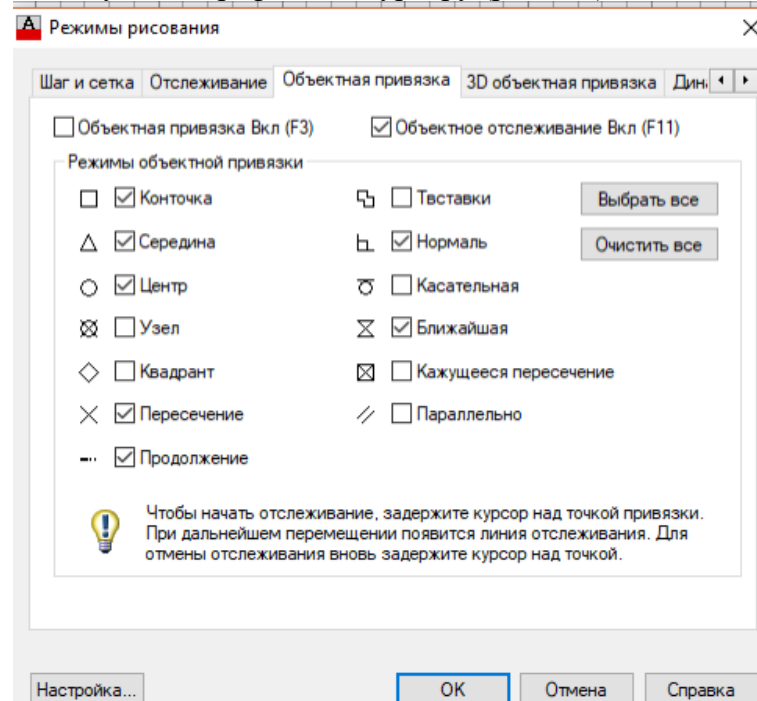 Режимы рисования
Шаг и сетка Отслеживание Объектная привязка 3D объектная привязка Дин
Объектная привязка Вкл (F3) Объектное отслеживание Вкл (F11)
Режимы объектной привязки
Конточка Твставки Выбрать все
Середина Нормаль Очистить все
Центр Касательная
Узел Ближайшая
Квадрант Кажущееся пересечение
Пересечение Параллельно
Продолжение
Чтобы начать отслеживание, задержите курсор над точкой привязки.
При дальнейшем перемещении появится линия отслеживания. Для
отмены отслеживания вновь задержите курсор над точкой.
Настройка... ОК Отмена Справка